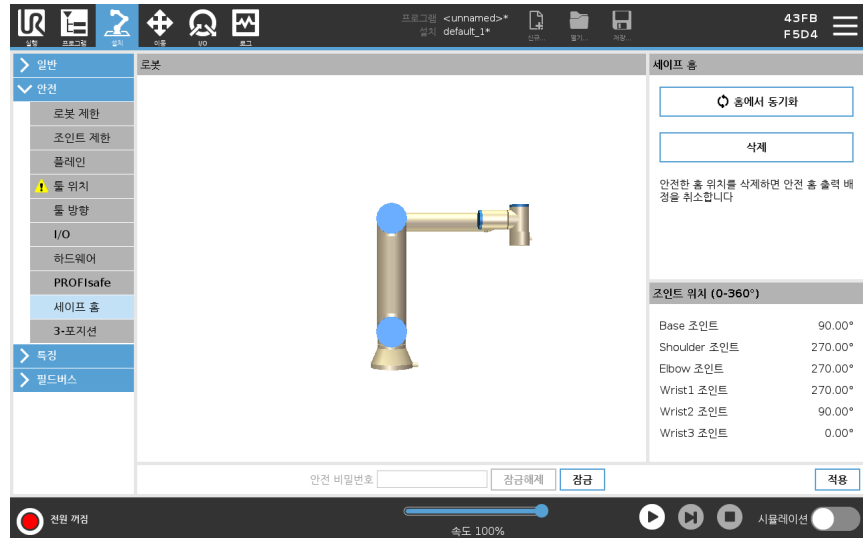 UR
실행
프로그램
설치
이동
I/O
로그
프로그램 <unnamed>*
설치 default_1*
신규...
열기...
저장...
43FB
F5D4
일반
안전
로봇 제한
조인트 제한
플레인
툴 위치
툴 방향
I/O
하드웨어
PROFIsafe
세이프 홈
3-포지션
특징
필드버스
로봇
세이프 홈
홈에서 동기화
삭제
안전한 홈 위치를 삭제하면 안전 홈 출력 배
정을 취소합니다
조인트 위치 (0-360°)
Base 조인트 90.00°
Shoulder 조인트 270.00°
Elbow 조인트 270.00°
Wrist1 조인트 270.00°
Wrist2 조인트 90.00°
Wrist3 조인트 0.00°
안전 비밀번호
잠금해제
잠금
적용
전원 꺼짐
속도 100%
시뮬레이션